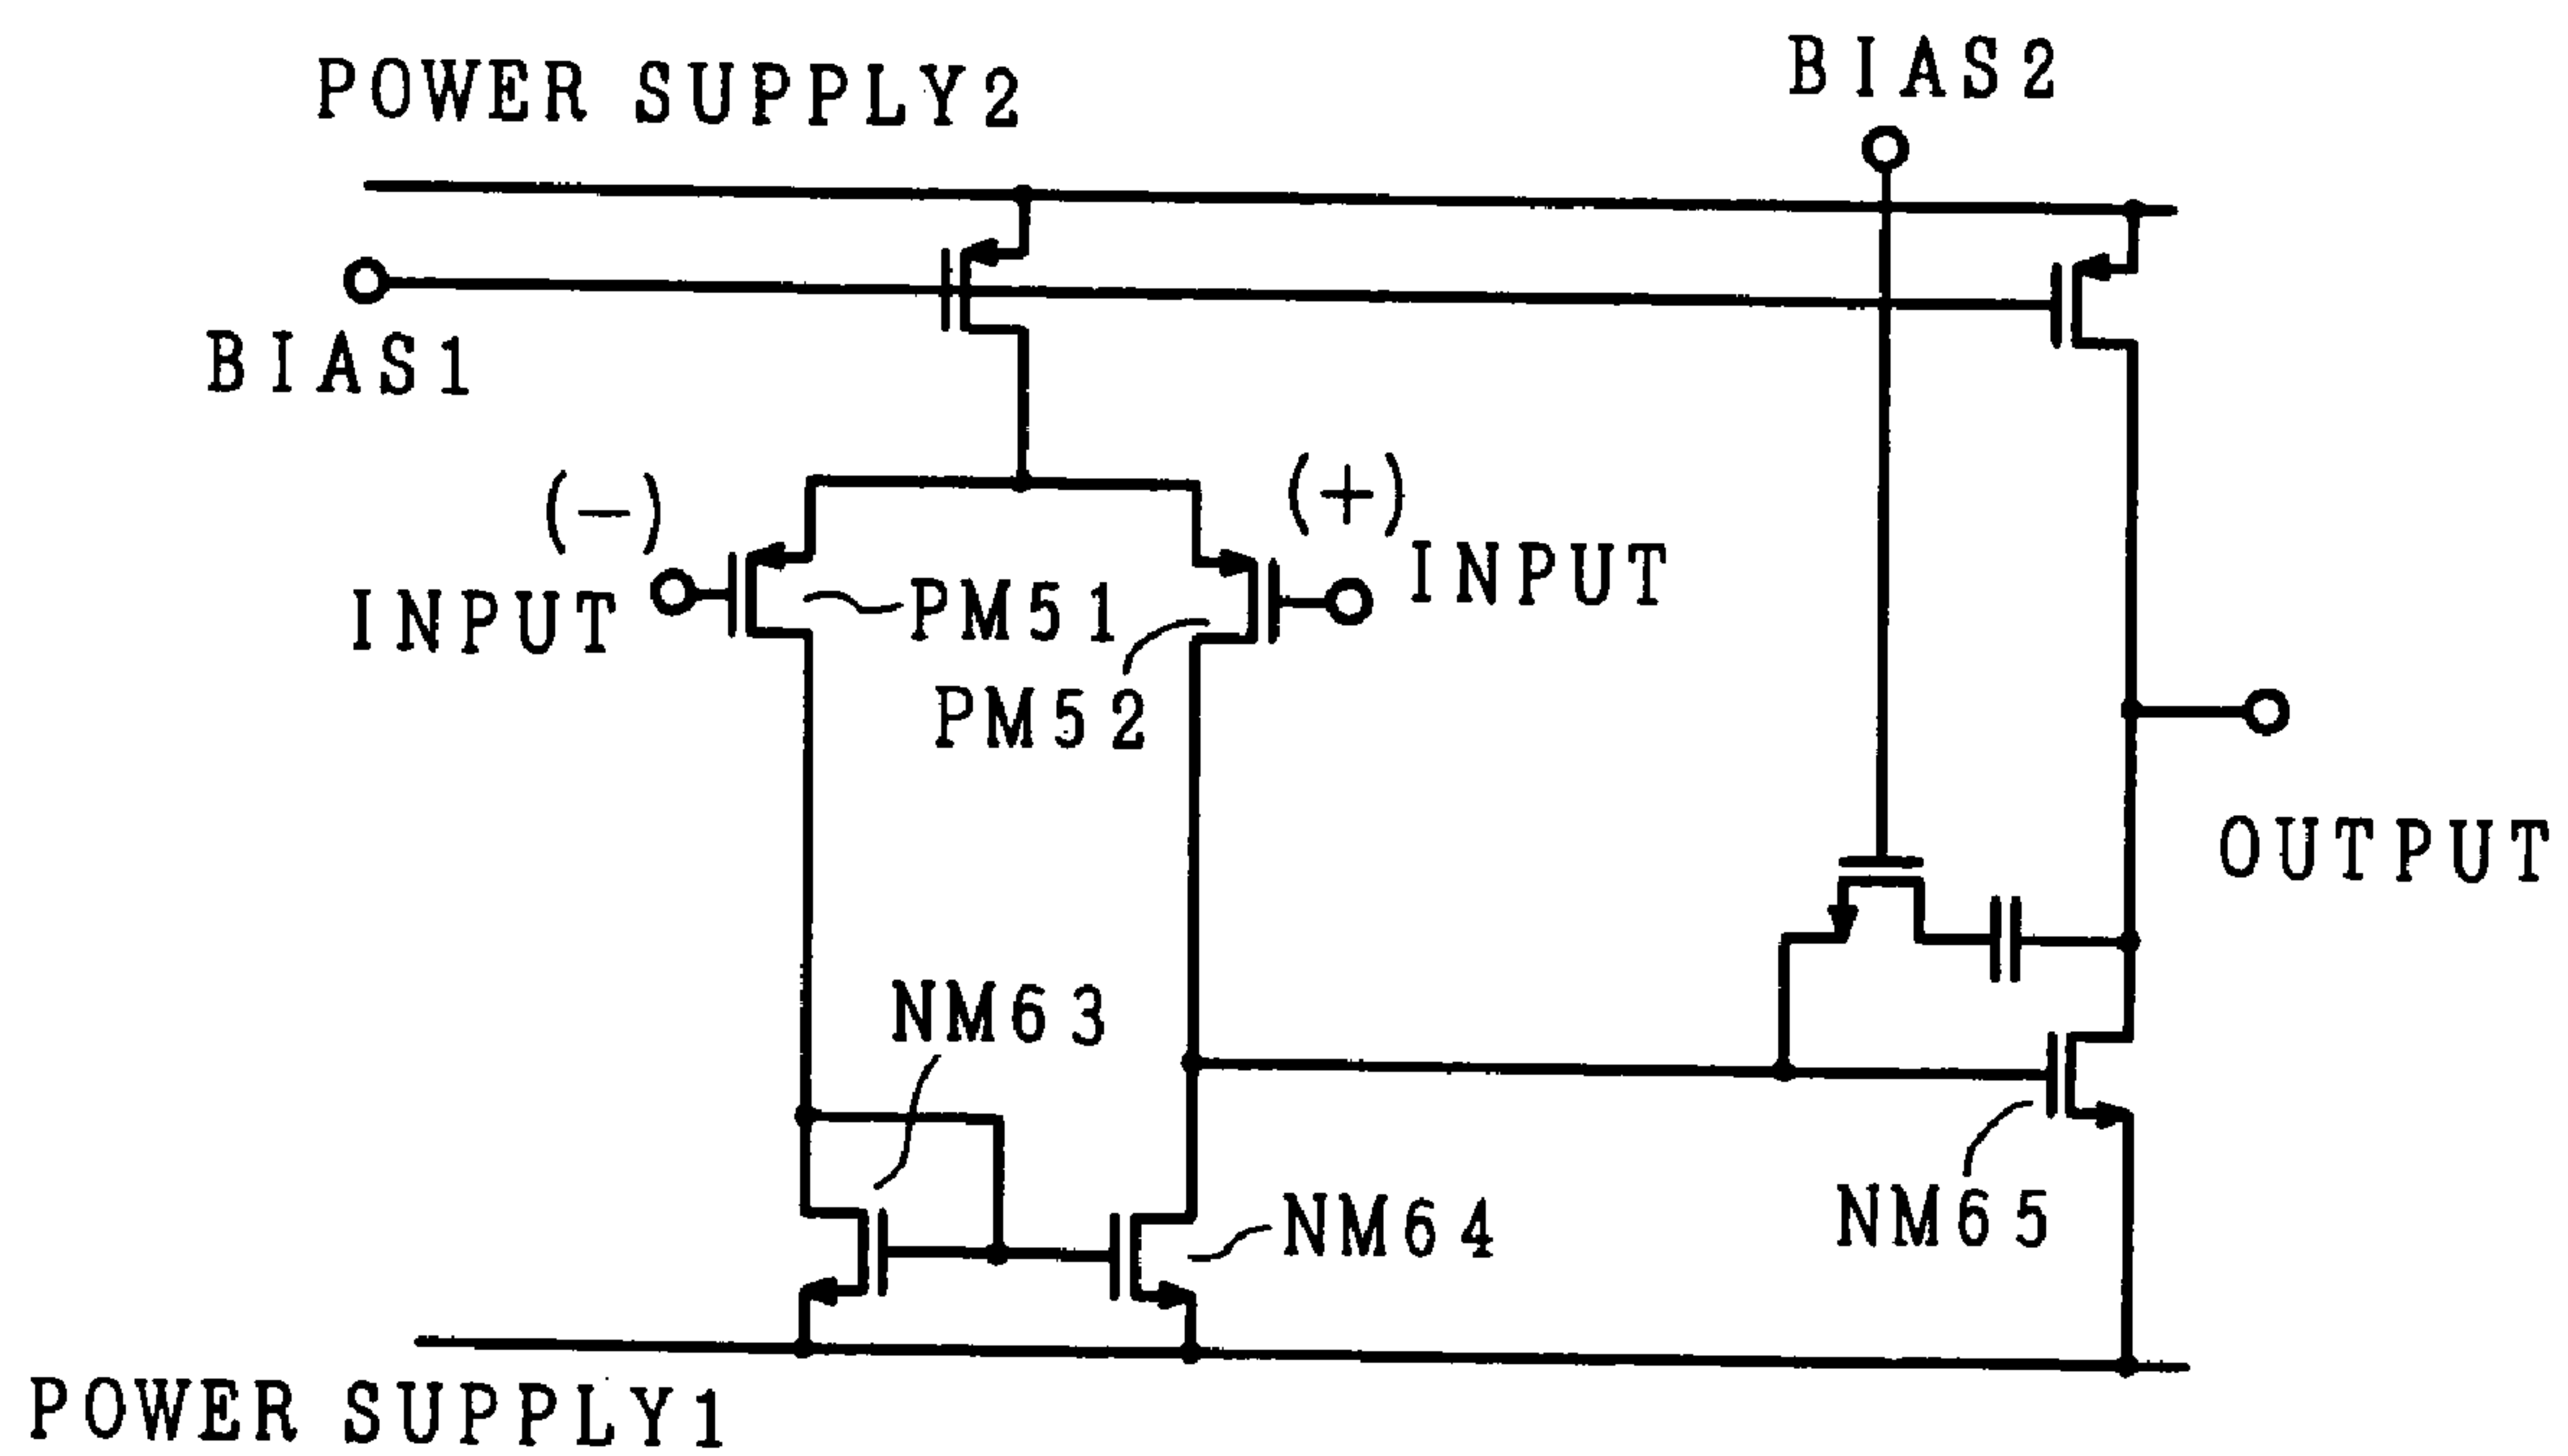 POWER SUPPLY2
BIAS2
BIAS1
(−)
(+)
INPUT
INPUT
PM51
PM52
OUTPUT
NM63
NM64
NM65
POWER SUPPLY1